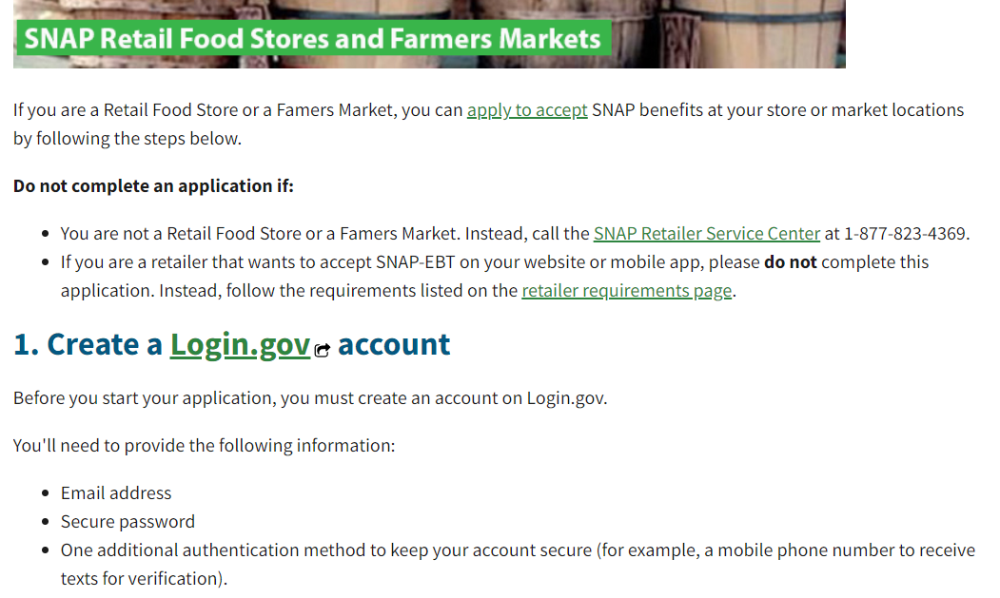 SNAP Retail Food Stores and Farmers Markets
If you are a Retail Food Store or a Famers Market, you can apply to accept SNAP benefits at your store or market locations
by following the steps below.
Do not complete an application if:
• You are not a Retail Food Store or a Famers Market. Instead, call the SNAP Retailer Service Center at 1-877-823-4369.
• If you are a retailer that wants to accept SNAP-EBT on your website or mobile app, please do not complete this
application. Instead, follow the requirements listed on the retailer requirements page.
1. Create a Login.gov account
Before you start your application, you must create an account on Login.gov.
You'll need to provide the following information:
• Email address
• Secure password
• One additional authentication method to keep your account secure (for example, a mobile phone number to receive
texts for verification).